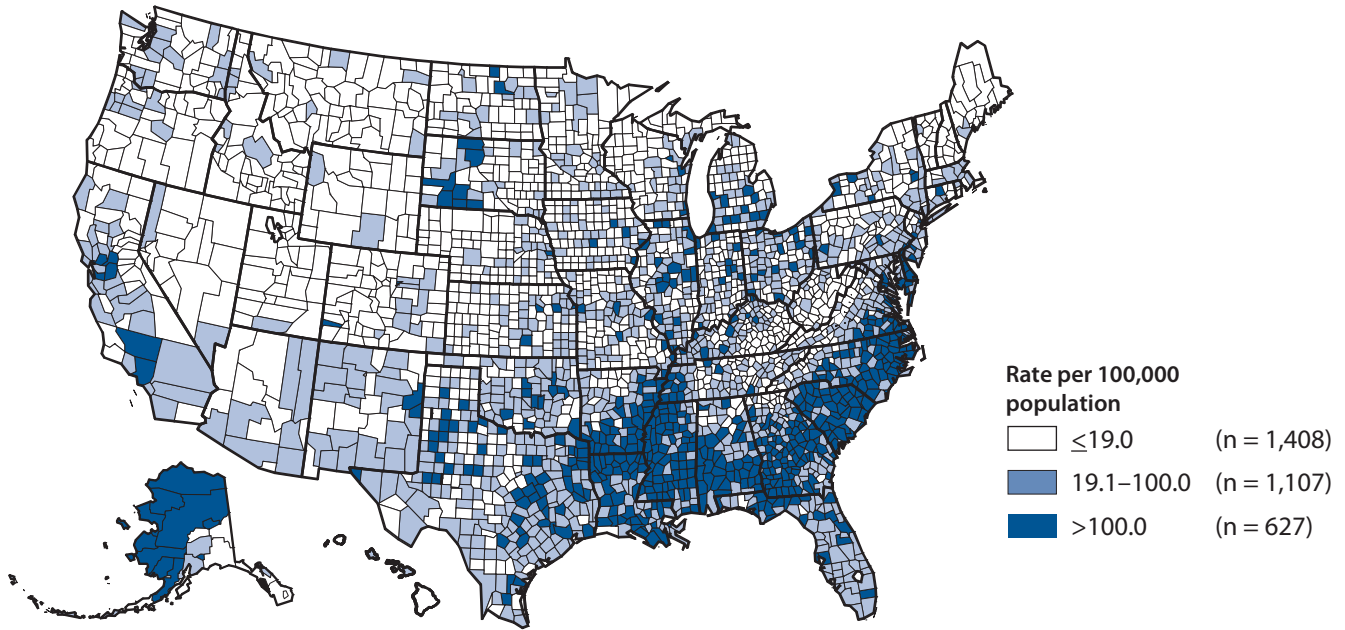 Rate per 100,000
population
≤19.0 (n = 1,408)
19.1–100.0 (n = 1,107)
>100.0 (n = 627)